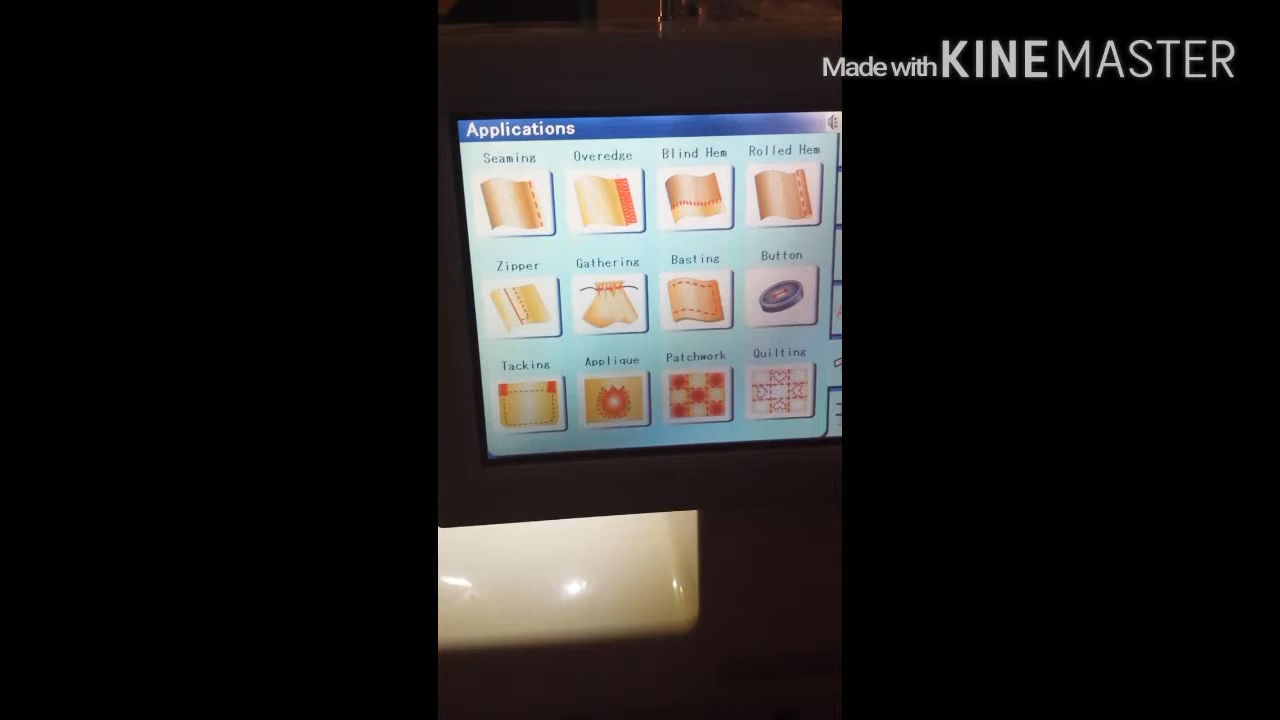 Made with KINEMASTER
Applications
Seaming Overedge Blind Hem Rolled Hem
Zipper Gathering Basting Button
Tacking Applique Patchwork Quilting